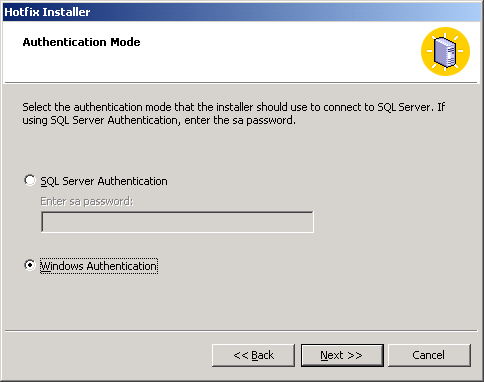 Hotfix Installer
Authentication Mode
Select the authentication mode that the installer should use to connect to SQL Server. If
using SQL Server Authentication, enter the sa password.
SQL Server Authentication
Enter sa password:
Windows Authentication
<< Back Next >> Cancel